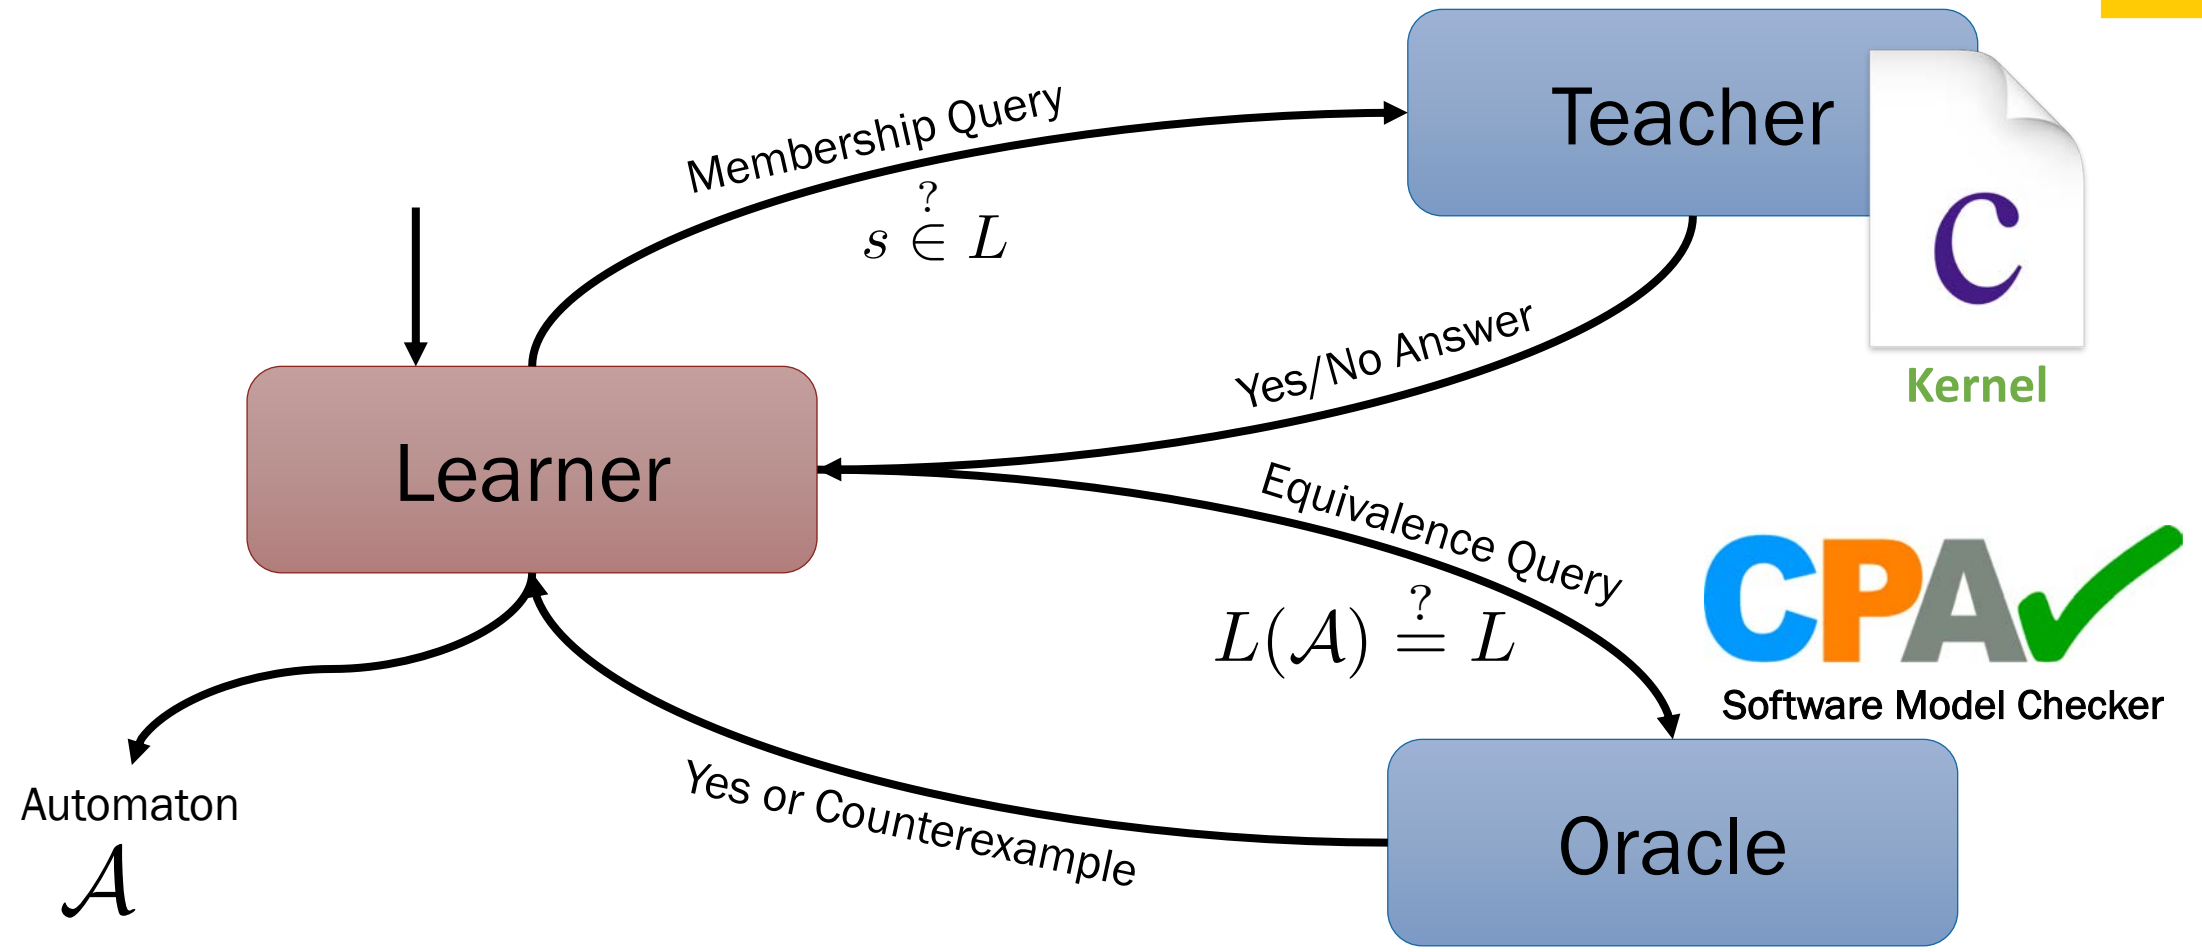 Teacher
Membership Query
s ∈? L
C
Kernel
Yes/No Answer
Learner
Equivalence Query
L(𝒜) =? L
CPA
Software Model Checker
Yes or Counterexample
Automaton
𝒜
Oracle